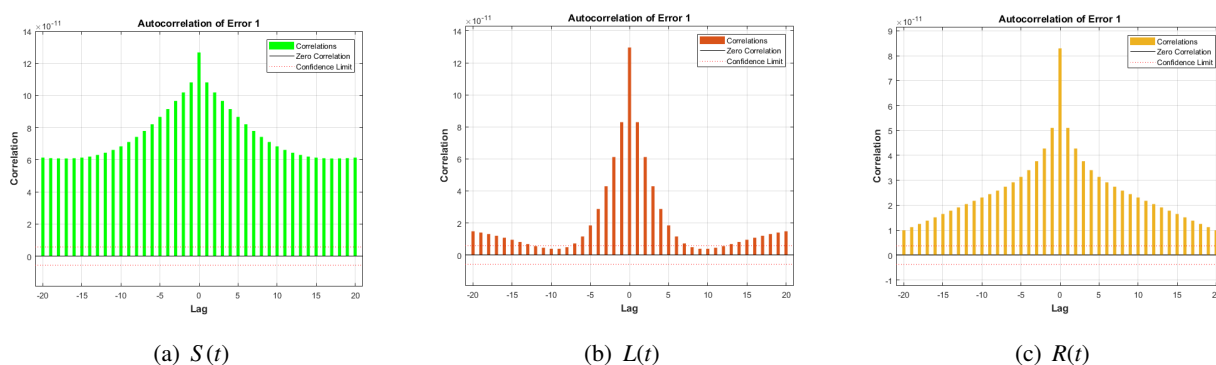 ×10⁻¹¹
Autocorrelation of Error 1
14
12
10
8
6
4
2
0
Correlation
Correlations
Zero Correlation
Confidence Limit
-20 -15 -10 -5 0 5 10 15 20
Lag
(a) S(t)
×10⁻¹¹
Autocorrelation of Error 1
14
12
10
8
6
4
2
0
Correlation
Correlations
Zero Correlation
Confidence Limit
-20 -15 -10 -5 0 5 10 15 20
Lag
(b) L(t)
×10⁻¹¹
Autocorrelation of Error 1
9
8
7
6
5
4
3
2
1
0
-1
Correlation
Correlations
Zero Correlation
Confidence Limit
-20 -15 -10 -5 0 5 10 15 20
Lag
(c) R(t)